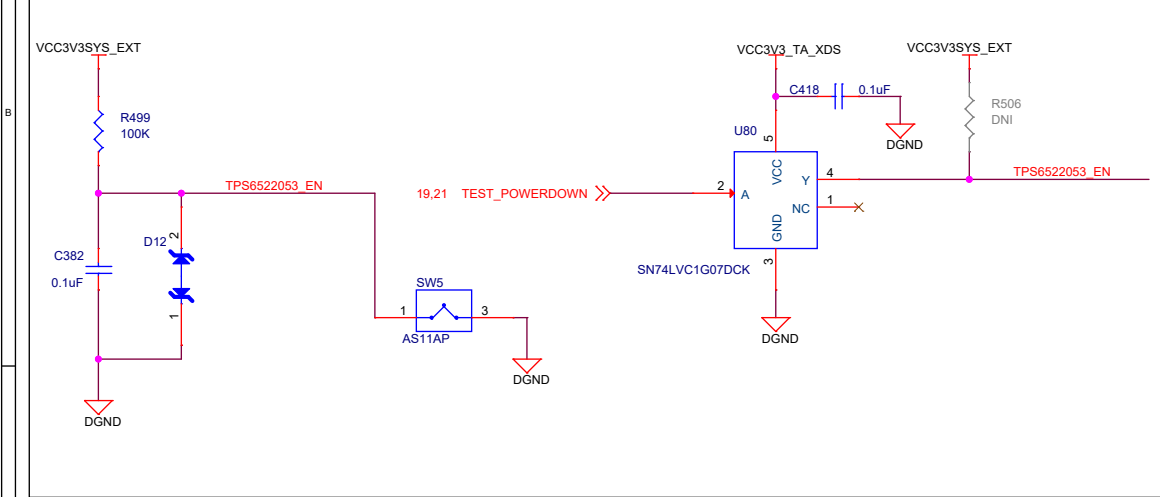 VCC3V3SYS_EXT
VCC3V3_TA_XDS
VCC3V3SYS_EXT
C418
0.1uF
B
R499
100K
R506
DNI
U80
DGND
5
VCC
TPS6522053_EN
19,21
TEST_POWERDOWN
2
A
Y
4
TPS6522053_EN
NC
1
GND
D12
2
C382
0.1uF
3
SN74LVC1G07DCK
SW5
1
1
3
AS11AP
DGND
DGND
DGND